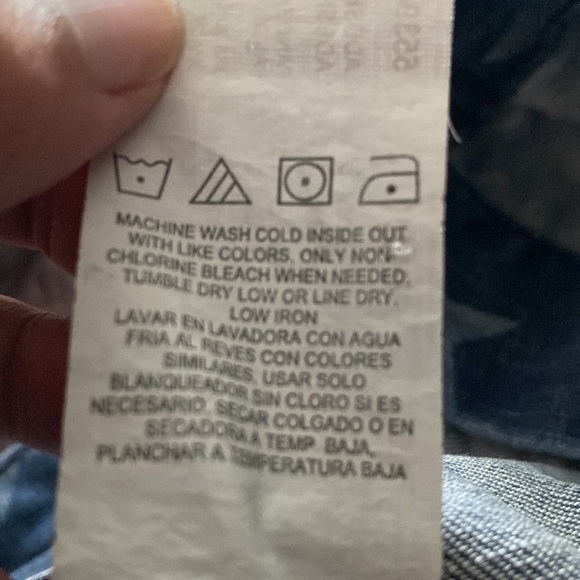 MACHINE WASH COLD INSIDE OUT
WITH LIKE COLORS, ONLY NON-
CHLORINE BLEACH WHEN NEEDED,
TUMBLE DRY LOW OR LINE DRY,
LOW IRON
LAVAR EN LAVADORA CON AGUA
FRIA AL REVES CON COLORES
SIMILARES, USAR SOLO
BLANQUEADOR SIN CLORO SI ES
NECESARIO, SECAR COLGADO O EN
SECADORA A TEMP. BAJA,
PLANCHAR A TEMPERATURA BAJA